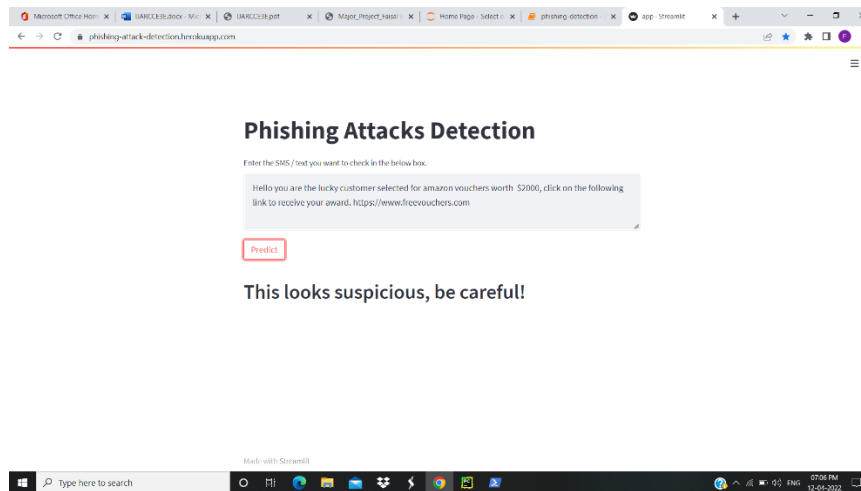 Microsoft Office Hom
IJARCCE3E.docx - Mic
IJARCCE3E.pdf
Major_Project_Faisal
Home Page - Select o
phishing-detection -
app - Streamlit
phishing-attack-detection.herokuapp.com
Phishing Attacks Detection
Enter the SMS / text you want to check in the below box.
Hello you are the lucky customer selected for amazon vouchers worth $2000, click on the following
link to receive your award. https://www.freevouchers.com
Predict
This looks suspicious, be careful!
Made with Streamlit
Type here to search
ENG
07:06 PM
12-04-2022